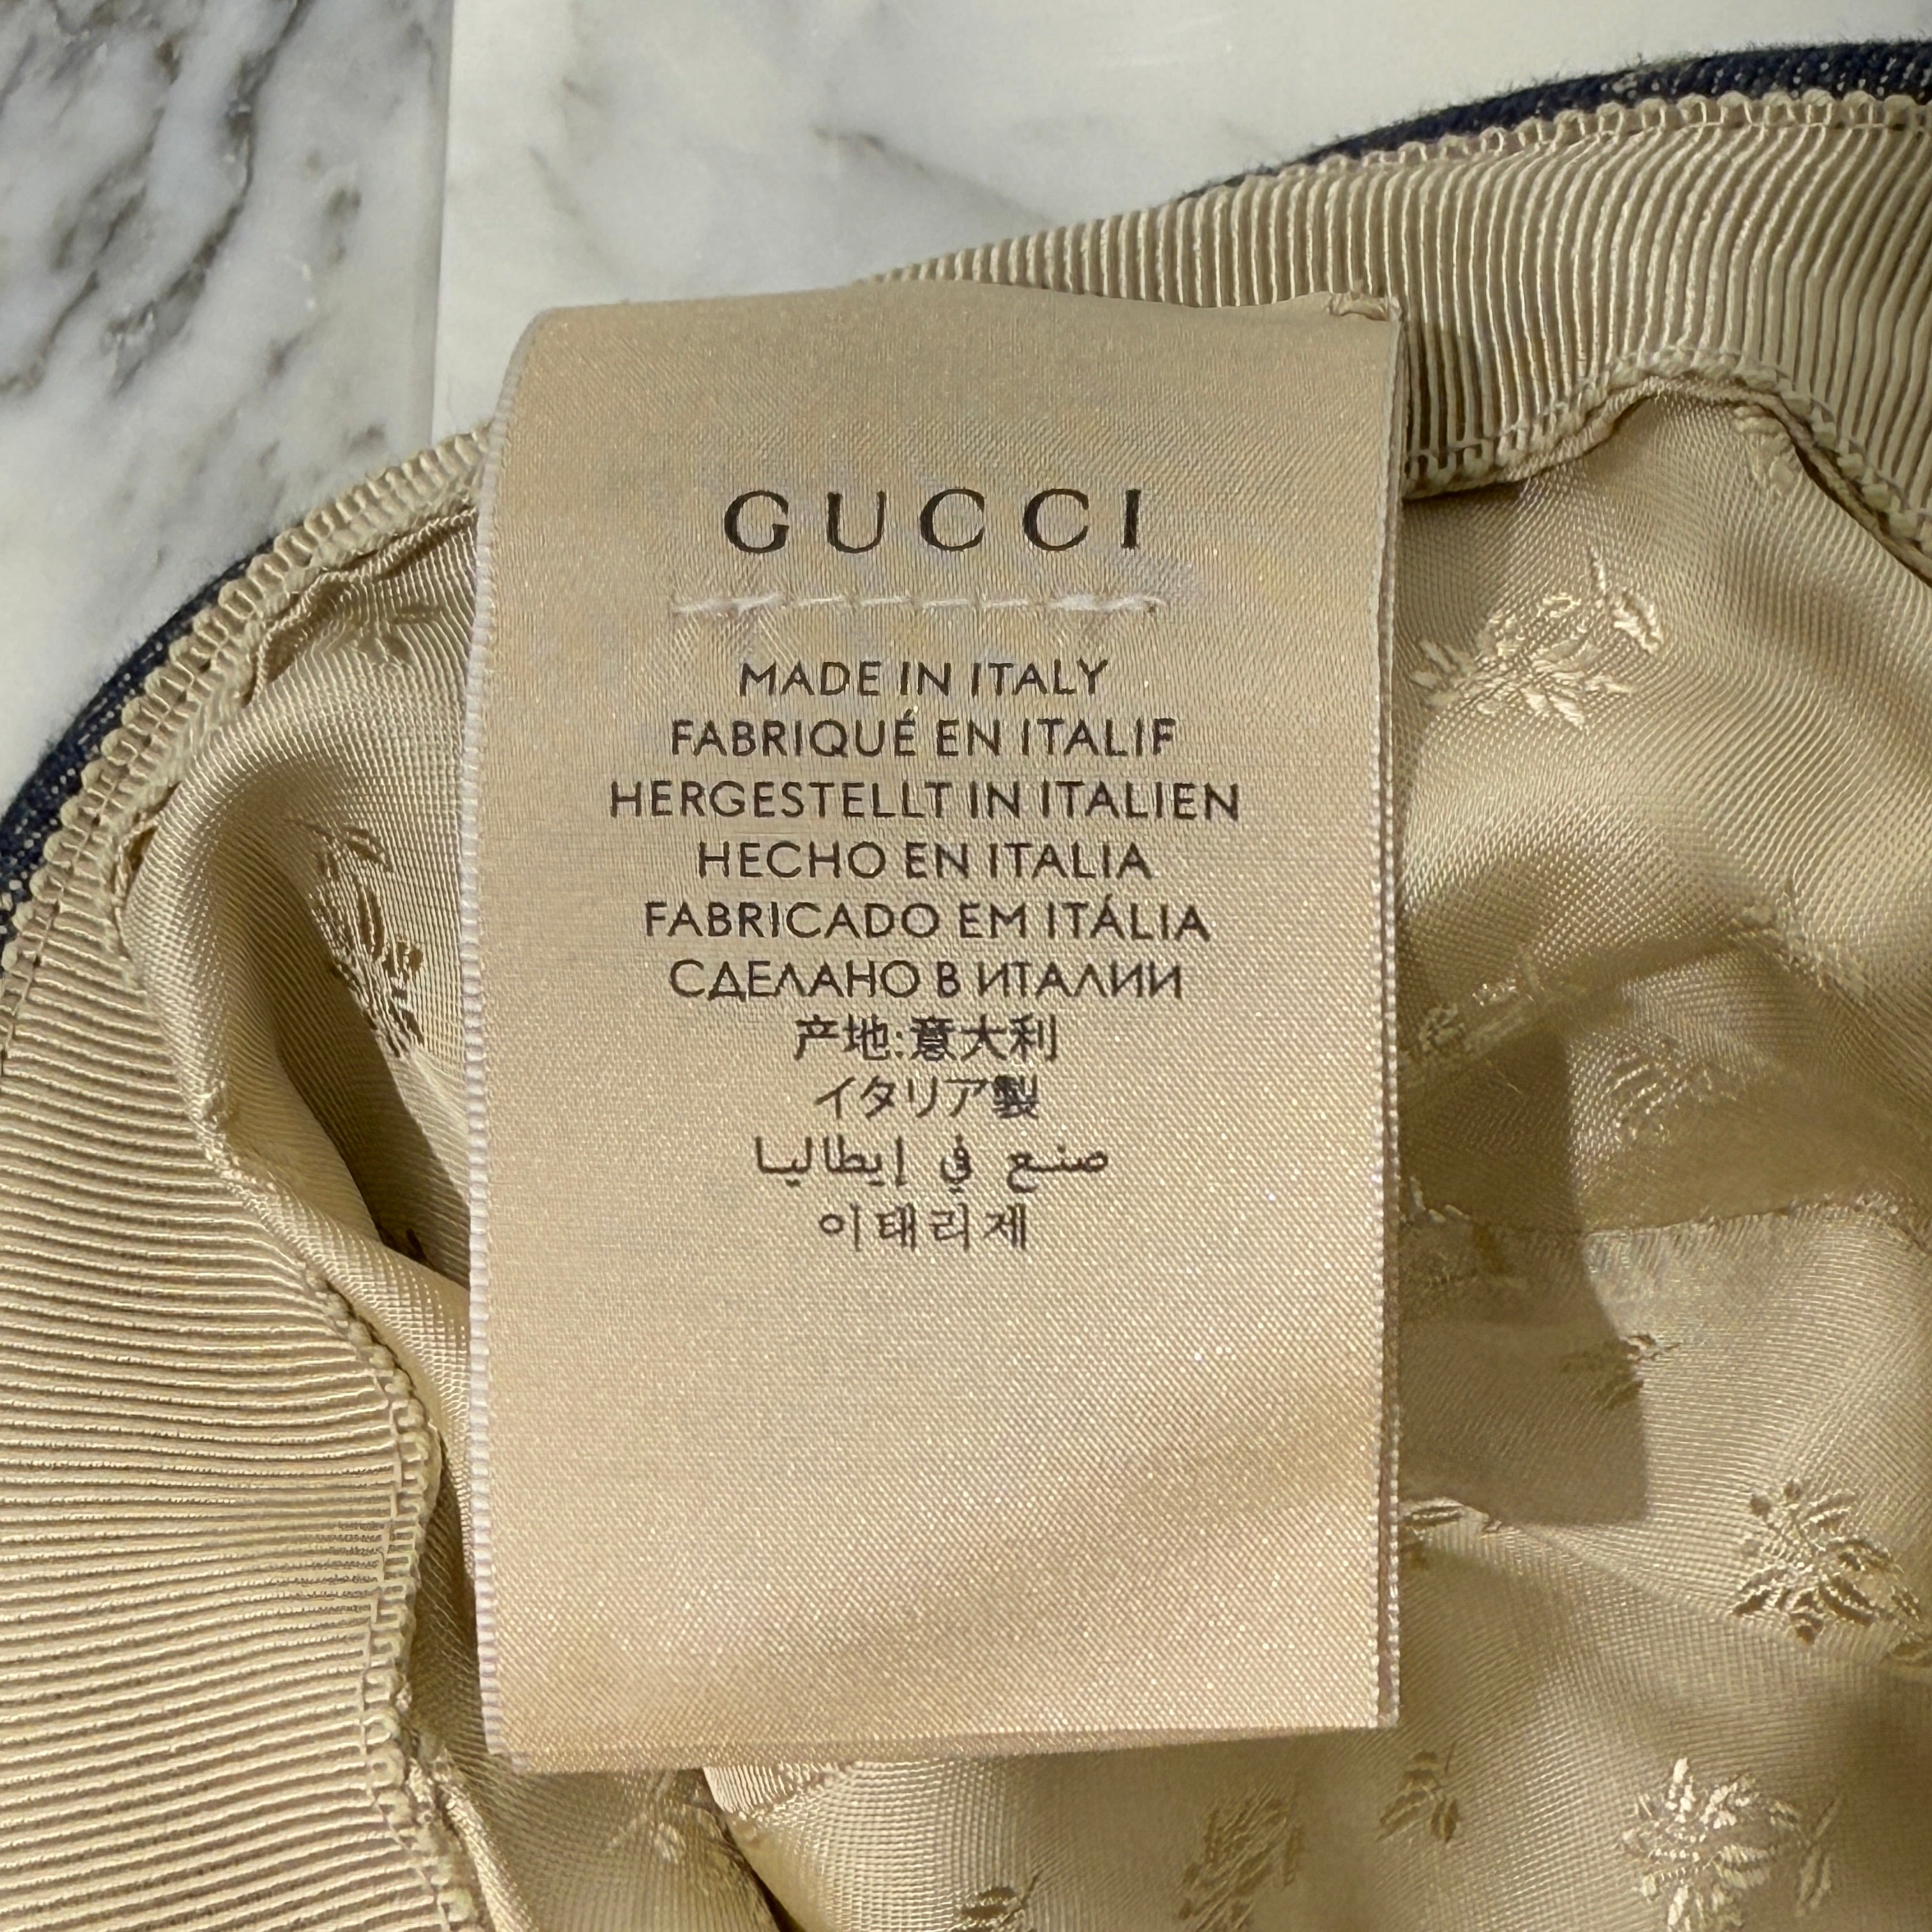 GUCCI
MADE IN ITALY
FABRIQUÉ EN ITALIF
HERGESTELLT IN ITALIEN
HECHO EN ITALIA
FABRICADO EM ITÁLIA
СДЕЛАНО В ИТАЛИИ
产地:意大利
イタリア製
صنع في إيطاليا
이태리제